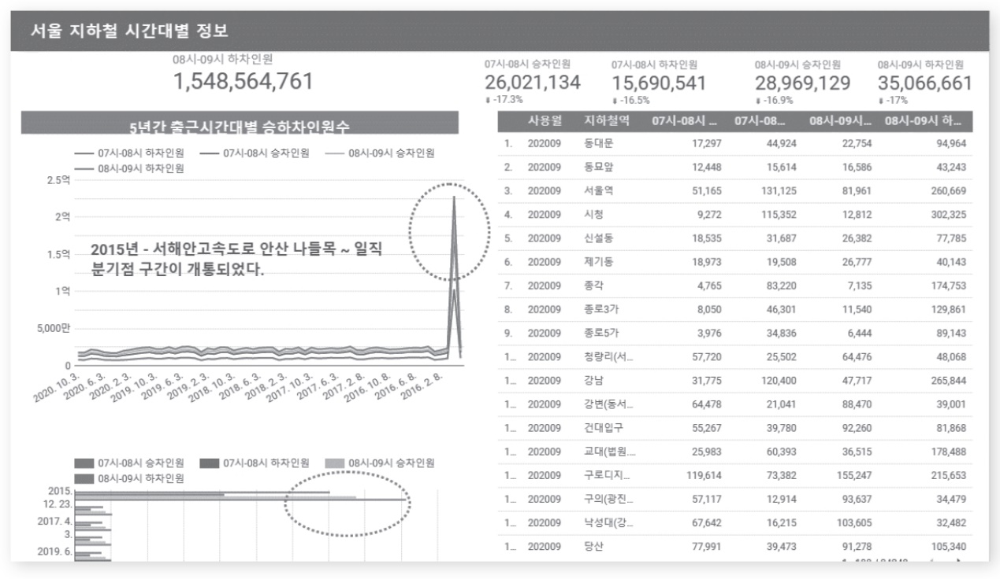 서울 지하철 시간대별 정보
08시-09시 하차인원
1,548,564,761
07시-08시 승차인원
26,021,134
-17.3%
07시-08시 하차인원
15,690,541
-16.5%
08시-09시 승차인원
28,969,129
-16.9%
08시-09시 하차인원
35,066,661
-17%
5년간 출근시간대별 승하차인원수
07시-08시 하차인원 07시-08시 승차인원 08시-09시 승차인원
08시-09시 하차인원
2.5억
2억
1.5억
1억
5,000만
0
2015년 - 서해안고속도로 안산 나들목 ~ 일직
분기점 구간이 개통되었다.
2020. 10. 3. 2020. 6. 3. 2020. 2. 3. 2019. 10. 3. 2019. 6. 3. 2019. 2. 3. 2018. 10. 3. 2018. 6. 3. 2018. 2. 3. 2017. 10. 3. 2017. 6. 3. 2017. 2. 8. 2016. 10. 8. 2016. 6. 8. 2016. 2. 8.
07시-08시 승차인원 07시-08시 하차인원 08시-09시 승차인원
08시-09시 하차인원
2015.
12. 23.
2017. 4.
3.
2019. 6.
사용월 지하철역 07시-08시 ... 07시-08... 08시-09시... 08시-09시 하...
1. 202009 동대문 17,297 44,924 22,754 94,964
2. 202009 동묘앞 12,448 15,614 16,586 43,243
3. 202009 서울역 51,165 131,125 81,961 260,669
4. 202009 시청 9,272 115,352 12,812 302,325
5. 202009 신설동 18,535 31,687 26,382 77,785
6. 202009 제기동 18,973 19,508 26,777 40,143
7. 202009 종각 4,765 83,220 7,135 174,753
8. 202009 종로3가 8,050 46,301 11,540 129,861
9. 202009 종로5가 3,976 34,836 6,444 89,143
1... 202009 청량리(서... 57,720 25,502 64,476 48,068
1... 202009 강남 31,775 120,400 47,717 265,844
1... 202009 강변(동서... 64,478 21,041 88,470 39,001
1... 202009 건대입구 55,267 39,780 92,260 81,868
1... 202009 교대(법원.... 25,983 60,393 36,515 178,488
1... 202009 구로디지... 119,614 73,382 155,247 215,653
1... 202009 구의(광진... 57,117 12,914 93,637 34,479
1... 202009 낙성대(강... 67,642 16,215 103,605 32,482
1... 202009 당산 77,991 39,473 91,278 105,340